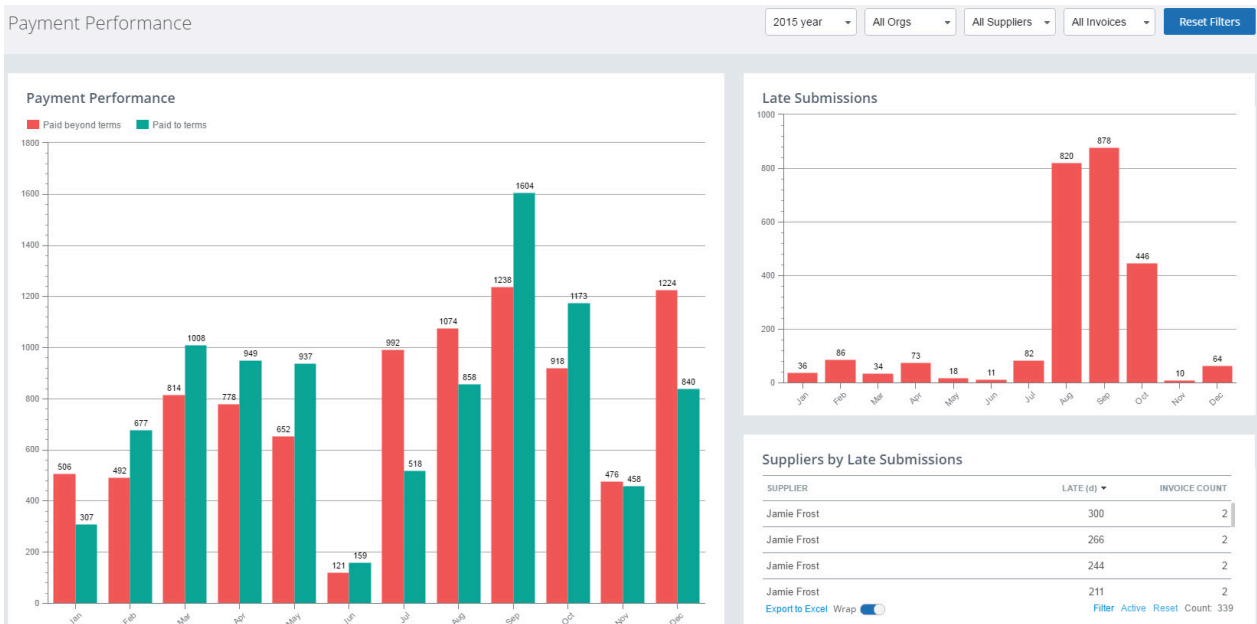 Payment Performance
2015 year
All Orgs
All Suppliers
All Invoices
Reset Filters
Payment Performance
Paid beyond terms
Paid to terms
1800
1600
1400
1200
1000
800
600
400
200
0
506
307
492
677
814
1008
778
949
652
937
121
159
992
518
1074
858
1238
1604
918
1173
476
458
1224
840
Jan
Feb
Mar
Apr
May
Jun
Jul
Aug
Sep
Oct
Nov
Dec
Late Submissions
1000
800
600
400
200
0
36
86
34
73
18
11
82
820
878
446
10
64
Jan
Feb
Mar
Apr
May
Jun
Jul
Aug
Sep
Oct
Nov
Dec
Suppliers by Late Submissions
SUPPLIER LATE (d) INVOICE COUNT
Jamie Frost 300 2
Jamie Frost 266 2
Jamie Frost 244 2
Jamie Frost 211 2
Export to Excel Wrap Filter Active Reset Count: 339